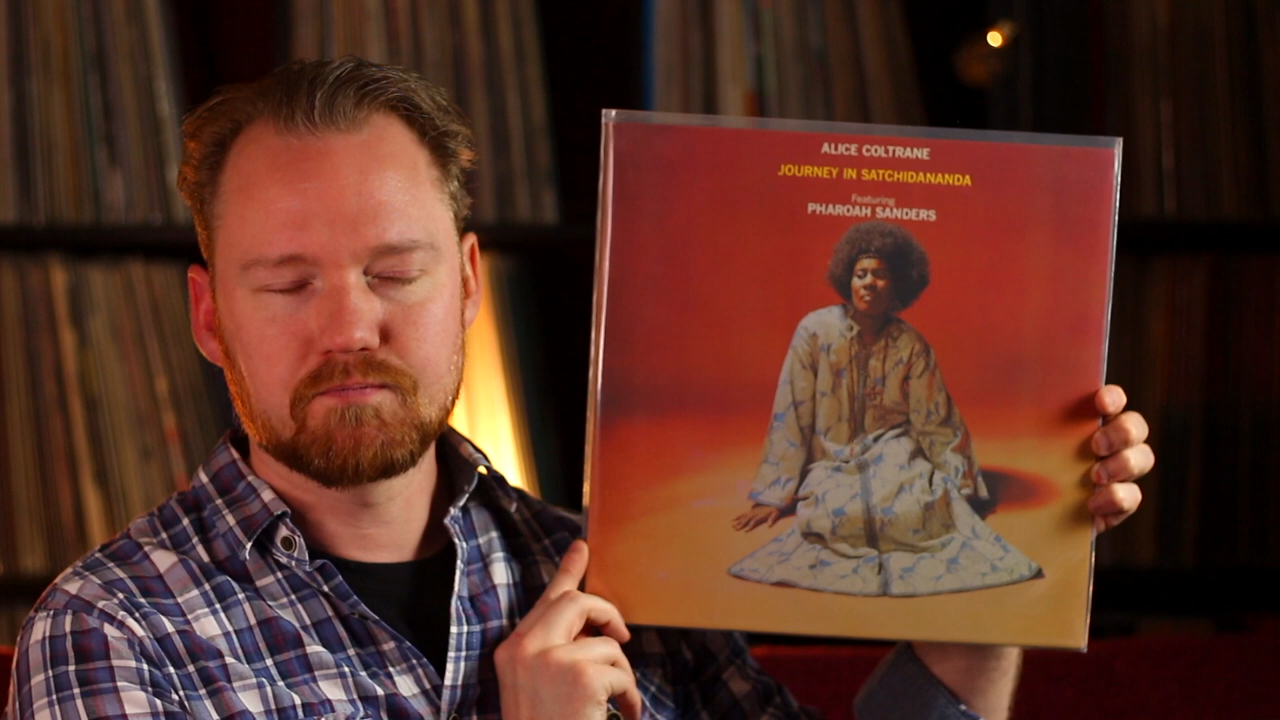 ALICE COLTRANE
JOURNEY IN SATCHIDANANDA
Featuring
PHAROAH SANDERS